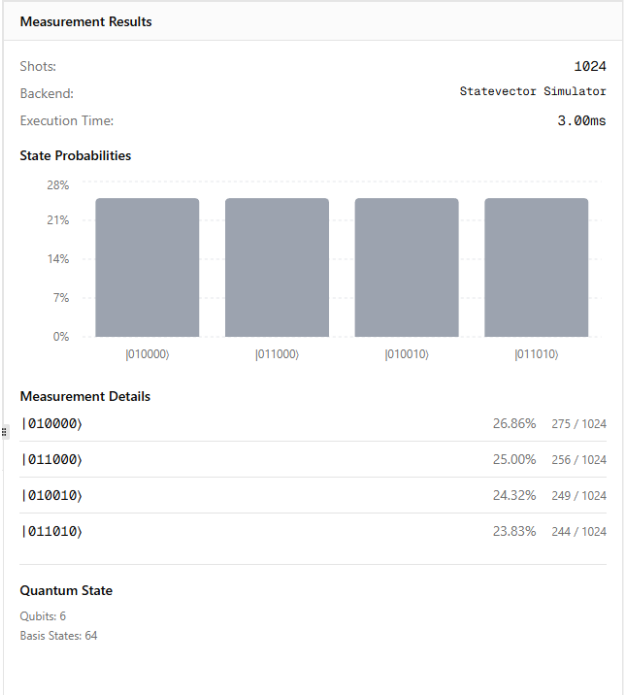 Measurement Results
Shots: 1024
Backend: Statevector Simulator
Execution Time: 3.00ms
State Probabilities
28%
21%
14%
7%
0%
|010000⟩ |011000⟩ |010010⟩ |011010⟩
Measurement Details
|010000⟩ 26.86% 275 / 1024
|011000⟩ 25.00% 256 / 1024
|010010⟩ 24.32% 249 / 1024
|011010⟩ 23.83% 244 / 1024
Quantum State
Qubits: 6
Basis States: 64